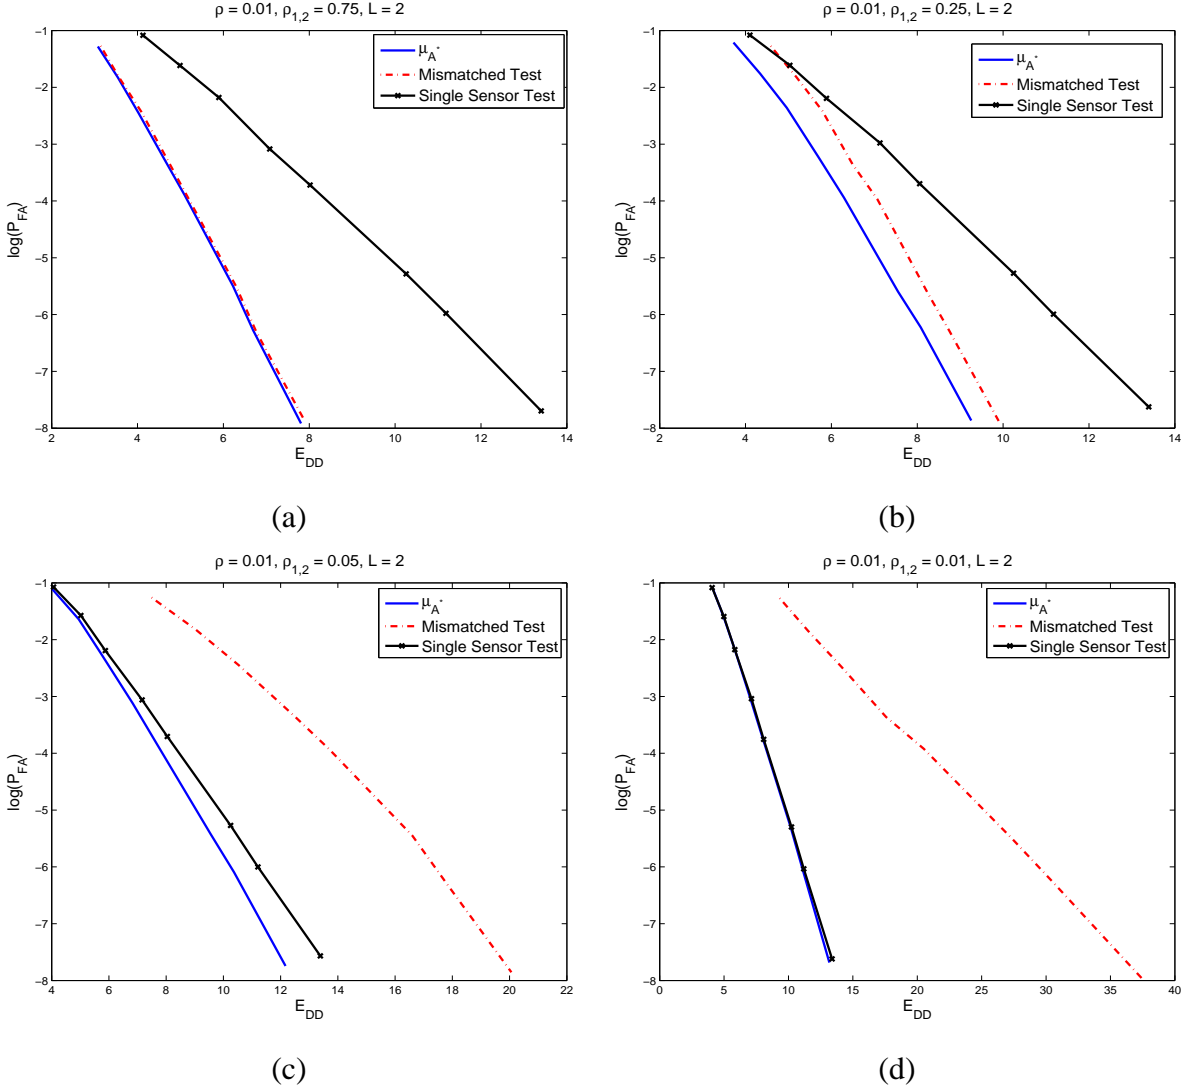 ρ = 0.01, ρ1,2 = 0.75, L = 2
−1
−2
−3
−4
−5
−6
−7
−8
log(PFA)
μA*
Mismatched Test
Single Sensor Test
2 4 6 8 10 12 14
EDD
(a)
ρ = 0.01, ρ1,2 = 0.25, L = 2
−1
−2
−3
−4
−5
−6
−7
−8
log(PFA)
μA*
Mismatched Test
Single Sensor Test
2 4 6 8 10 12 14
EDD
(b)
ρ = 0.01, ρ1,2 = 0.05, L = 2
−1
−2
−3
−4
−5
−6
−7
−8
log(PFA)
μA*
Mismatched Test
Single Sensor Test
4 6 8 10 12 14 16 18 20 22
EDD
(c)
ρ = 0.01, ρ1,2 = 0.01, L = 2
−1
−2
−3
−4
−5
−6
−7
−8
log(PFA)
μA*
Mismatched Test
Single Sensor Test
0 5 10 15 20 25 30 35 40
EDD
(d)